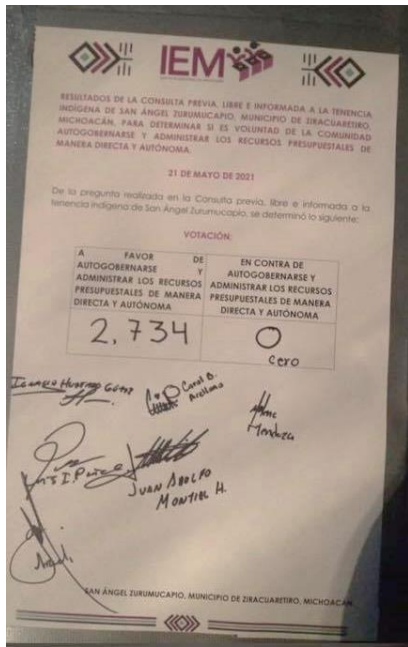 IEM
RESULTADOS DE LA CONSULTA PREVIA, LIBRE E INFORMADA A LA TENENCIA
INDÍGENA DE SAN ÁNGEL ZURUMUCAPIO, MUNICIPIO DE ZIRACUARETIRO,
MICHOACÁN, PARA DETERMINAR SI ES VOLUNTAD DE LA COMUNIDAD
AUTOGOBERNARSE Y ADMINISTRAR LOS RECURSOS PRESUPUESTALES DE
MANERA DIRECTA Y AUTÓNOMA.
21 DE MAYO DE 2021
De la pregunta realizada en la Consulta previa, libre e informada a la
tenencia indígena de San Ángel Zurumucapio, se determinó lo siguiente:
VOTACIÓN:
A FAVOR DE
AUTOGOBERNARSE Y
ADMINISTRAR LOS RECURSOS
PRESUPUESTALES DE MANERA
DIRECTA Y AUTÓNOMA
EN CONTRA DE
AUTOGOBERNARSE Y
ADMINISTRAR LOS RECURSOS
PRESUPUESTALES DE MANERA
DIRECTA Y AUTÓNOMA
2,734
0
cero
Carol B.
Arellano
Mendoza
JUAN ADOLFO
MONTIEL H.
SAN ÁNGEL ZURUMUCAPIO, MUNICIPIO DE ZIRACUARETIRO, MICHOACÁN